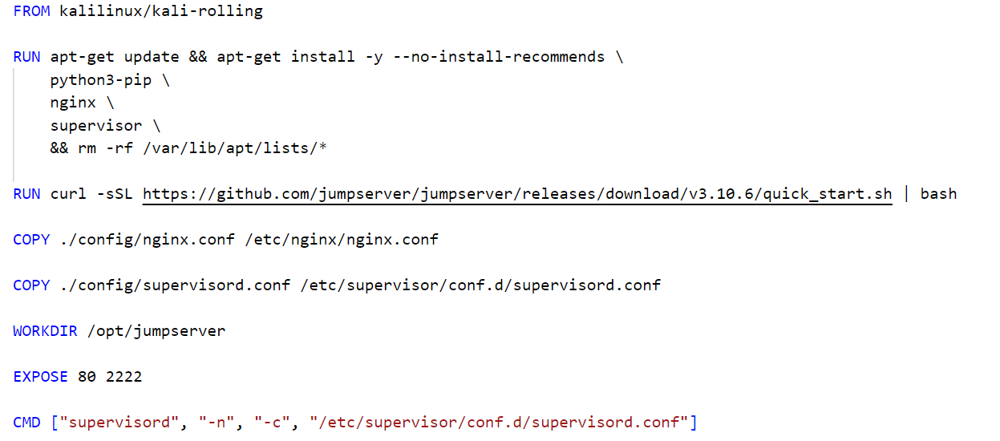 FROM kalilinux/kali-rolling
RUN apt-get update && apt-get install -y --no-install-recommends \
python3-pip \
nginx \
supervisor \
&& rm -rf /var/lib/apt/lists/*
RUN curl -sSL https://github.com/jumpserver/jumpserver/releases/download/v3.10.6/quick_start.sh | bash
COPY ./config/nginx.conf /etc/nginx/nginx.conf
COPY ./config/supervisord.conf /etc/supervisor/conf.d/supervisord.conf
WORKDIR /opt/jumpserver
EXPOSE 80 2222
CMD ["supervisord", "-n", "-c", "/etc/supervisor/conf.d/supervisord.conf"]